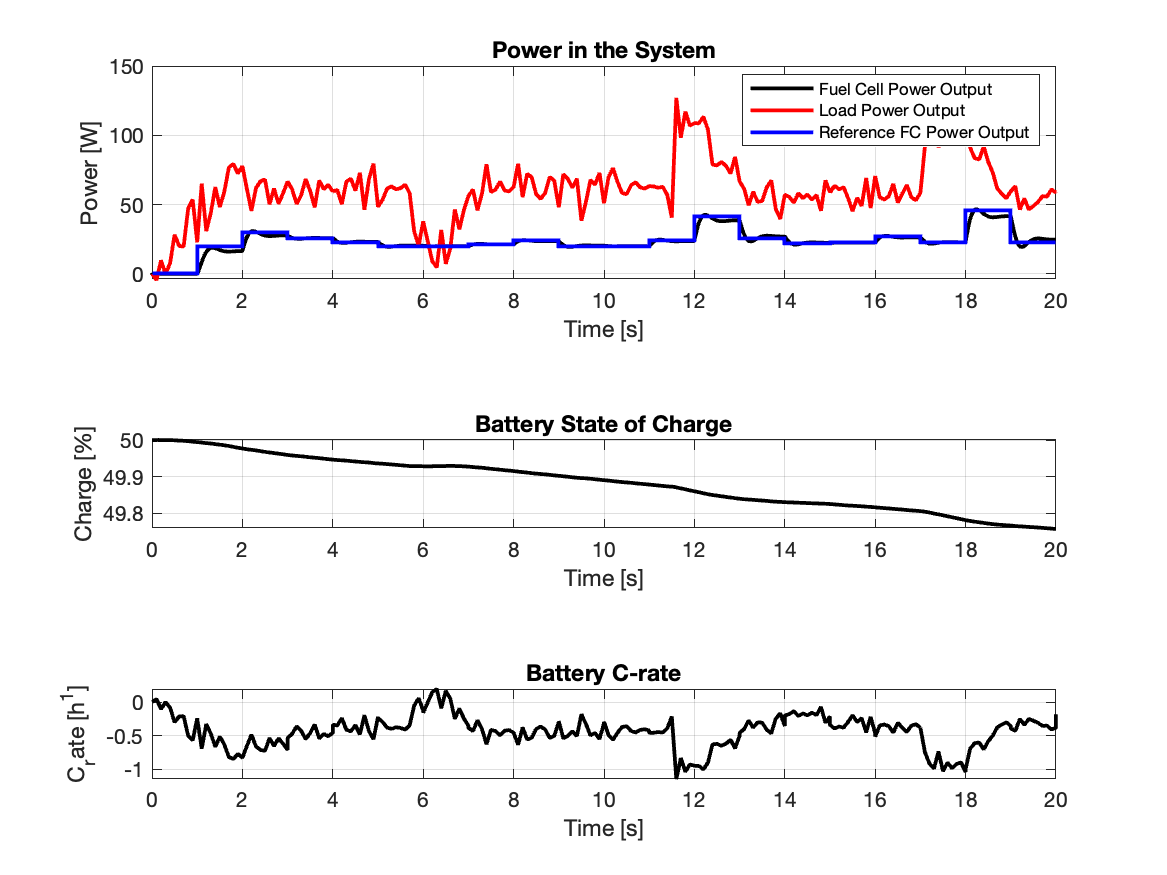 Power in the System
150
100
50
0
Power [W]
Fuel Cell Power Output
Load Power Output
Reference FC Power Output
0 2 4 6 8 10 12 14 16 18 20
Time [s]
Battery State of Charge
50
49.9
49.8
Charge [%]
0 2 4 6 8 10 12 14 16 18 20
Time [s]
Battery C-rate
0
-0.5
-1
C_rate [h^1]
0 2 4 6 8 10 12 14 16 18 20
Time [s]